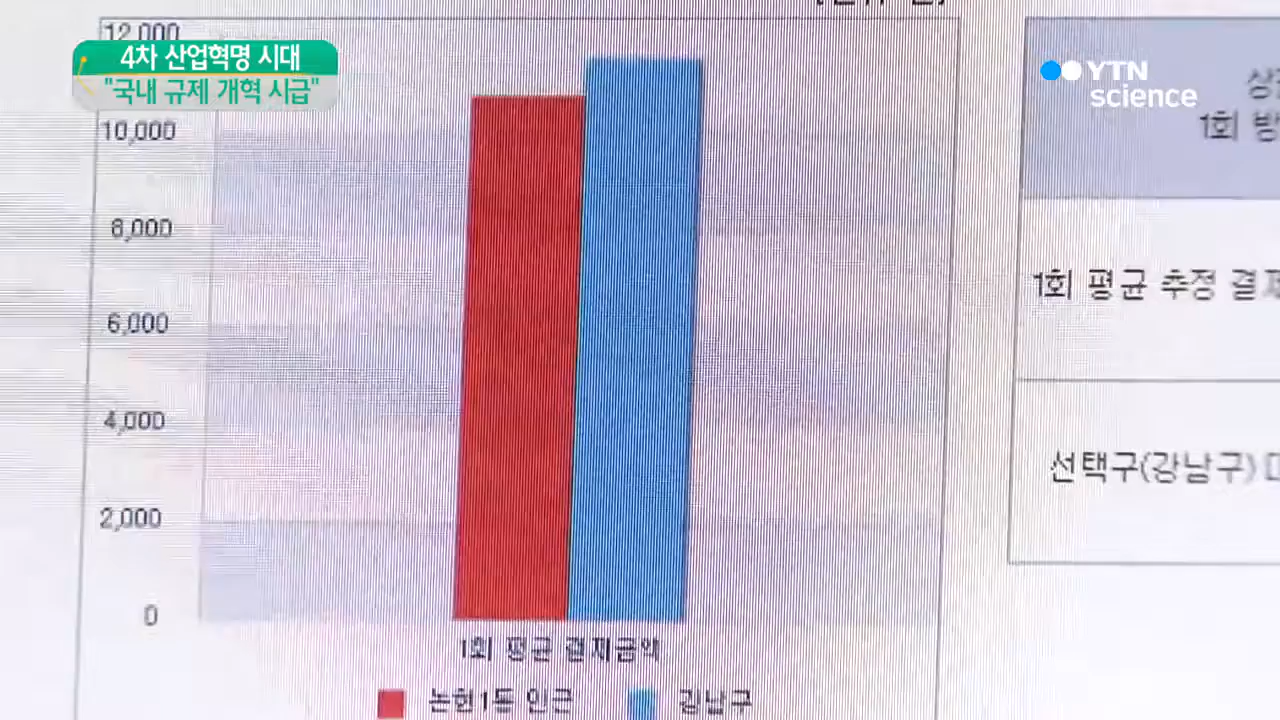 12,000
4차 산업혁명 시대
"국내 규제 개혁 시급"
10,000
8,000
6,000
4,000
2,000
0
1회 평균 결제금액
논현1동 인근
강남구
YTN
science
1회
1회 평균 추정
선택구(강남구)